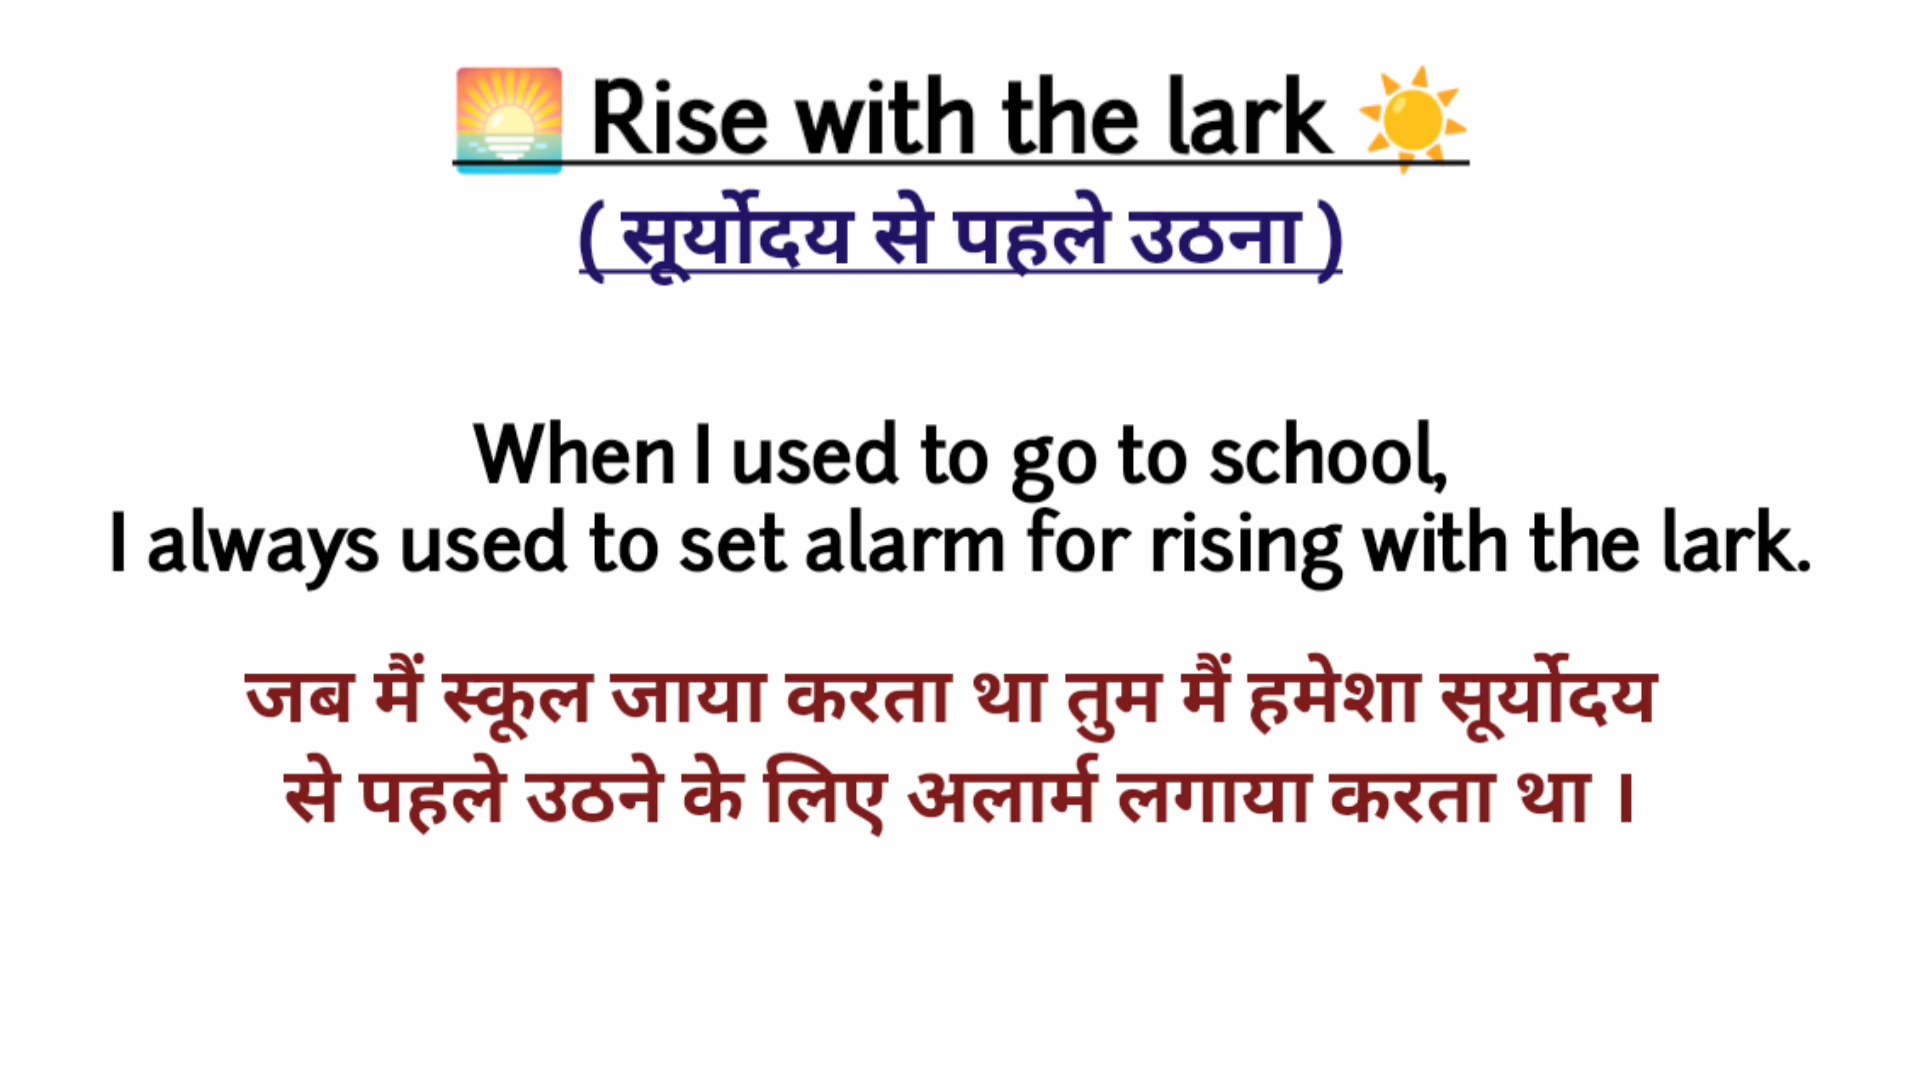 🌅 Rise with the lark ☀️
( सूर्योदय से पहले उठना )
When I used to go to school,
I always used to set alarm for rising with the lark.
जब मैं स्कूल जाया करता था तुम मैं हमेशा सूर्योदय
से पहले उठने के लिए अलार्म लगाया करता था ।